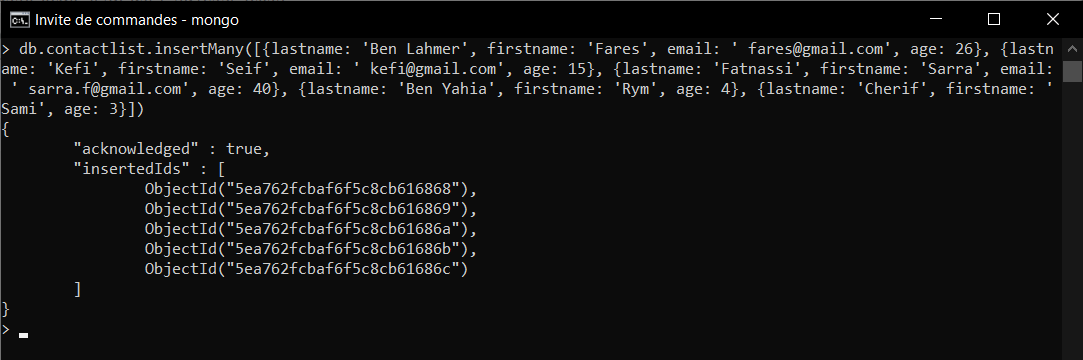 Invite de commandes - mongo
> db.contactlist.insertMany([{lastname: 'Ben Lahmer', firstname: 'Fares', email: ' fares@gmail.com', age: 26}, {lastn
ame: 'Kefi', firstname: 'Seif', email: ' kefi@gmail.com', age: 15}, {lastname: 'Fatnassi', firstname: 'Sarra', email:
 ' sarra.f@gmail.com', age: 40}, {lastname: 'Ben Yahia', firstname: 'Rym', age: 4}, {lastname: 'Cherif', firstname: '
Sami', age: 3}])
{
        "acknowledged" : true,
        "insertedIds" : [
                ObjectId("5ea762fcbaf6f5c8cb616868"),
                ObjectId("5ea762fcbaf6f5c8cb616869"),
                ObjectId("5ea762fcbaf6f5c8cb61686a"),
                ObjectId("5ea762fcbaf6f5c8cb61686b"),
                ObjectId("5ea762fcbaf6f5c8cb61686c")
        ]
}
>